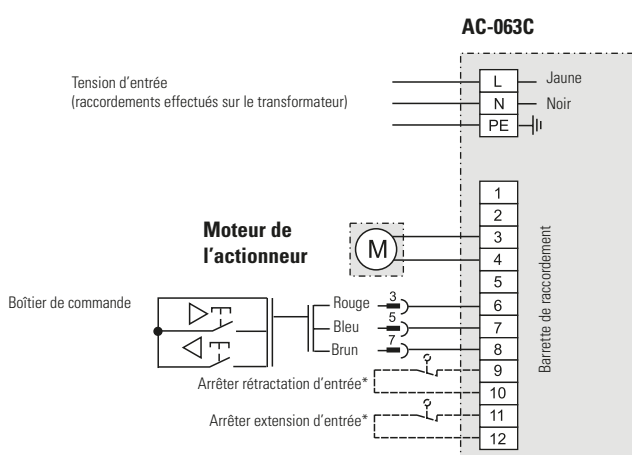 AC-063C
Tension d'entrée
(raccordements effectués sur le transformateur)
L Jaune
N Noir
PE
1
2
Moteur de
l'actionneur
M
3
4
5
Boîtier de commande
Rouge 3 6
Bleu 5 7
Brun 7 8
Arrêter rétractation d'entrée* 9
10
Arrêter extension d'entrée* 11
12
Barrette de raccordement